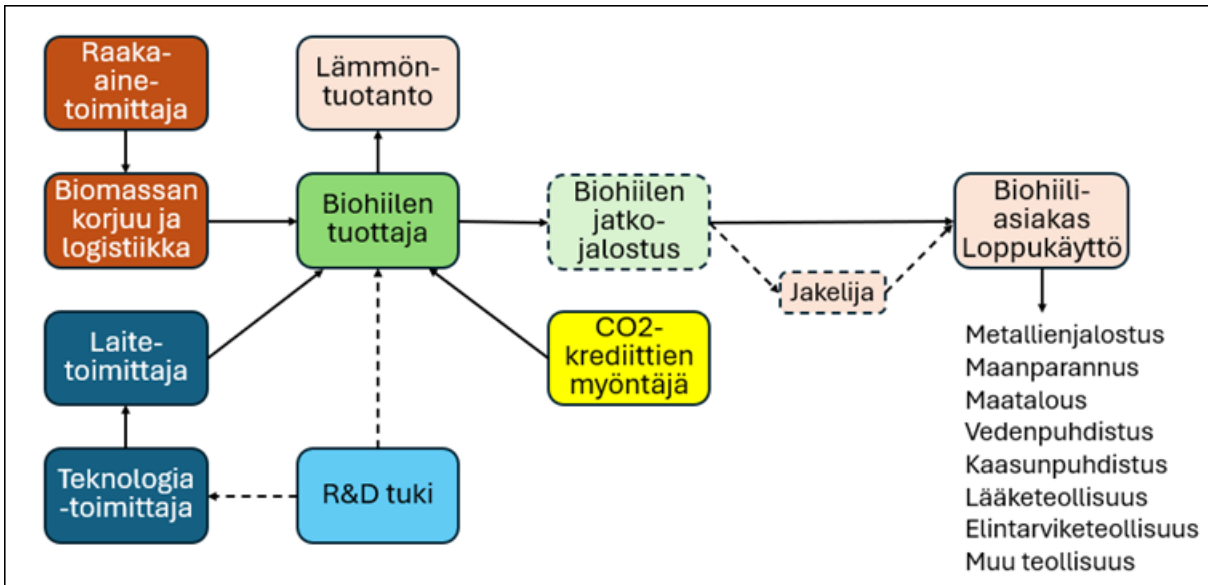 Raaka-
aine-
toimittaja
Lämmön-
tuotanto
Biomassan
korjuu ja
logistiikka
Biohiilen
tuottaja
Biohiilen
jatko-
jalostus
Biohiili-
asiakas
Loppukäyttö
Jakelija
Laite-
toimittaja
CO2-
krediittien
myöntäjä
Teknologia
-toimittaja
R&D tuki
Metallienjalostus
Maanparannus
Maatalous
Vedenpuhdistus
Kaasunpuhdistus
Lääketeollisuus
Elintarviketeollisuus
Muu teollisuus